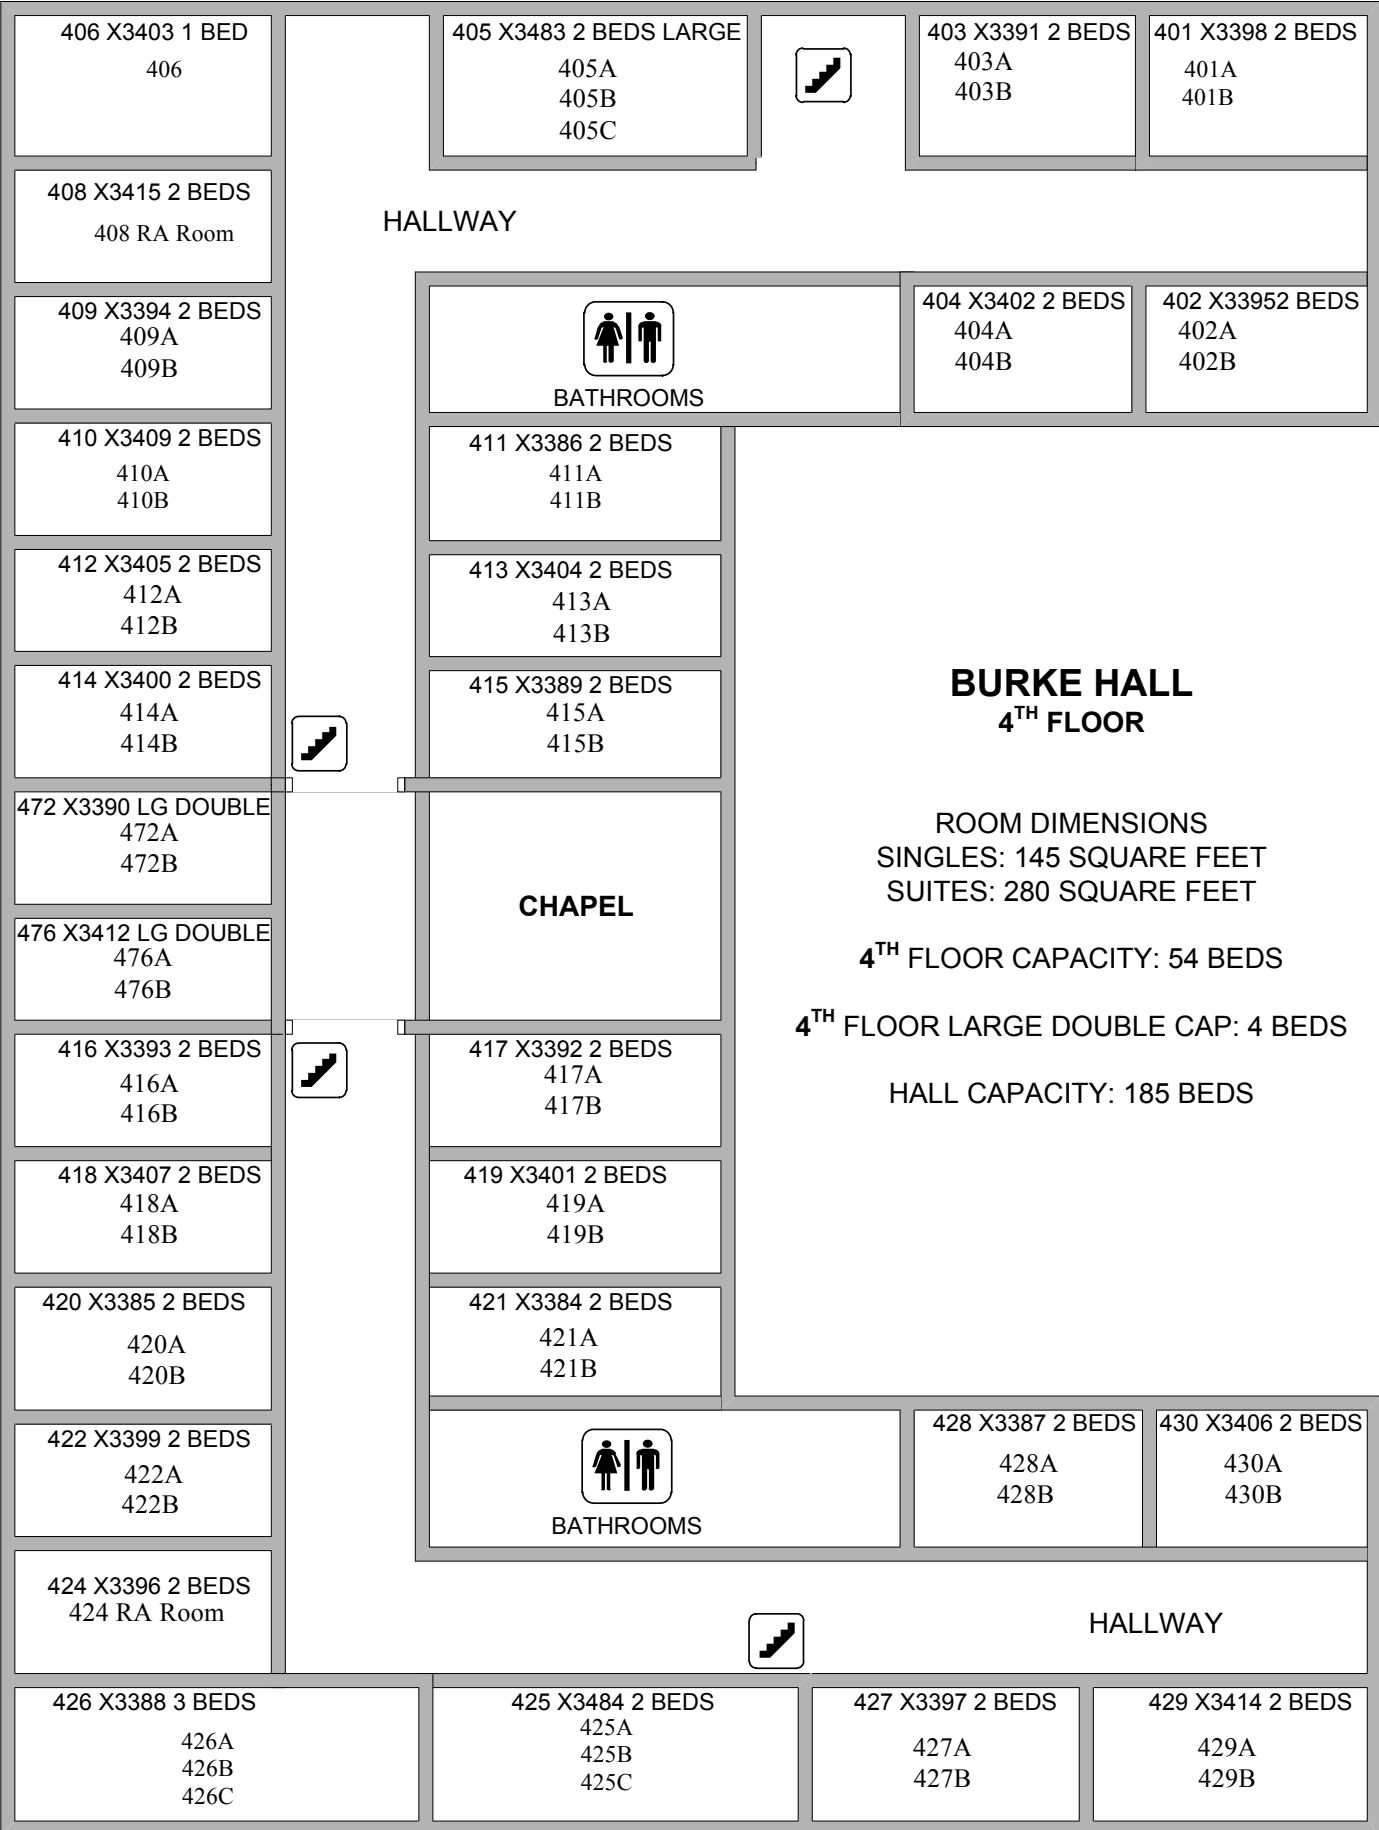 406 X3403 1 BED
406
405 X3483 2 BEDS LARGE
405A
405B
405C
403 X3391 2 BEDS
403A
403B
401 X3398 2 BEDS
401A
401B
408 X3415 2 BEDS
408 RA Room
HALLWAY
409 X3394 2 BEDS
409A
409B
BATHROOMS
404 X3402 2 BEDS
404A
404B
402 X33952 BEDS
402A
402B
410 X3409 2 BEDS
410A
410B
411 X3386 2 BEDS
411A
411B
412 X3405 2 BEDS
412A
412B
413 X3404 2 BEDS
413A
413B
414 X3400 2 BEDS
414A
414B
415 X3389 2 BEDS
415A
415B
BURKE HALL
4TH FLOOR
472 X3390 LG DOUBLE
472A
472B
476 X3412 LG DOUBLE
476A
476B
CHAPEL
ROOM DIMENSIONS
SINGLES: 145 SQUARE FEET
SUITES: 280 SQUARE FEET
4TH FLOOR CAPACITY: 54 BEDS
4TH FLOOR LARGE DOUBLE CAP: 4 BEDS
HALL CAPACITY: 185 BEDS
416 X3393 2 BEDS
416A
416B
417 X3392 2 BEDS
417A
417B
418 X3407 2 BEDS
418A
418B
419 X3401 2 BEDS
419A
419B
420 X3385 2 BEDS
420A
420B
421 X3384 2 BEDS
421A
421B
422 X3399 2 BEDS
422A
422B
BATHROOMS
428 X3387 2 BEDS
428A
428B
430 X3406 2 BEDS
430A
430B
424 X3396 2 BEDS
424 RA Room
HALLWAY
426 X3388 3 BEDS
426A
426B
426C
425 X3484 2 BEDS
425A
425B
425C
427 X3397 2 BEDS
427A
427B
429 X3414 2 BEDS
429A
429B